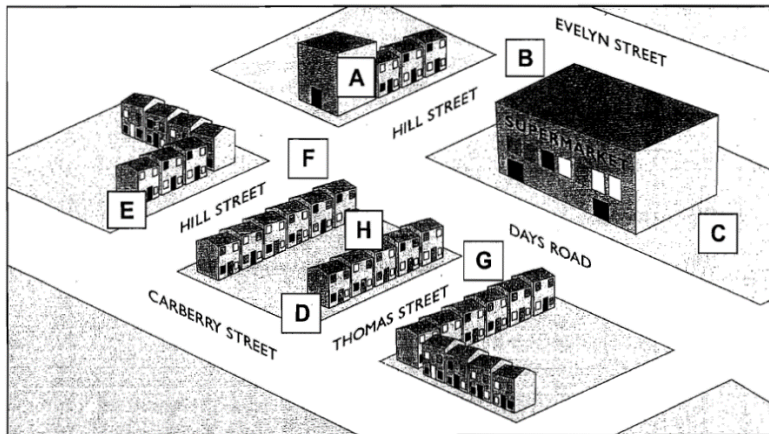 EVELYN STREET
B
A
HILL STREET
SUPERMARKET
F
E
HILL STREET
H
C
DAYS ROAD
G
D
THOMAS STREET
CARBERRY STREET